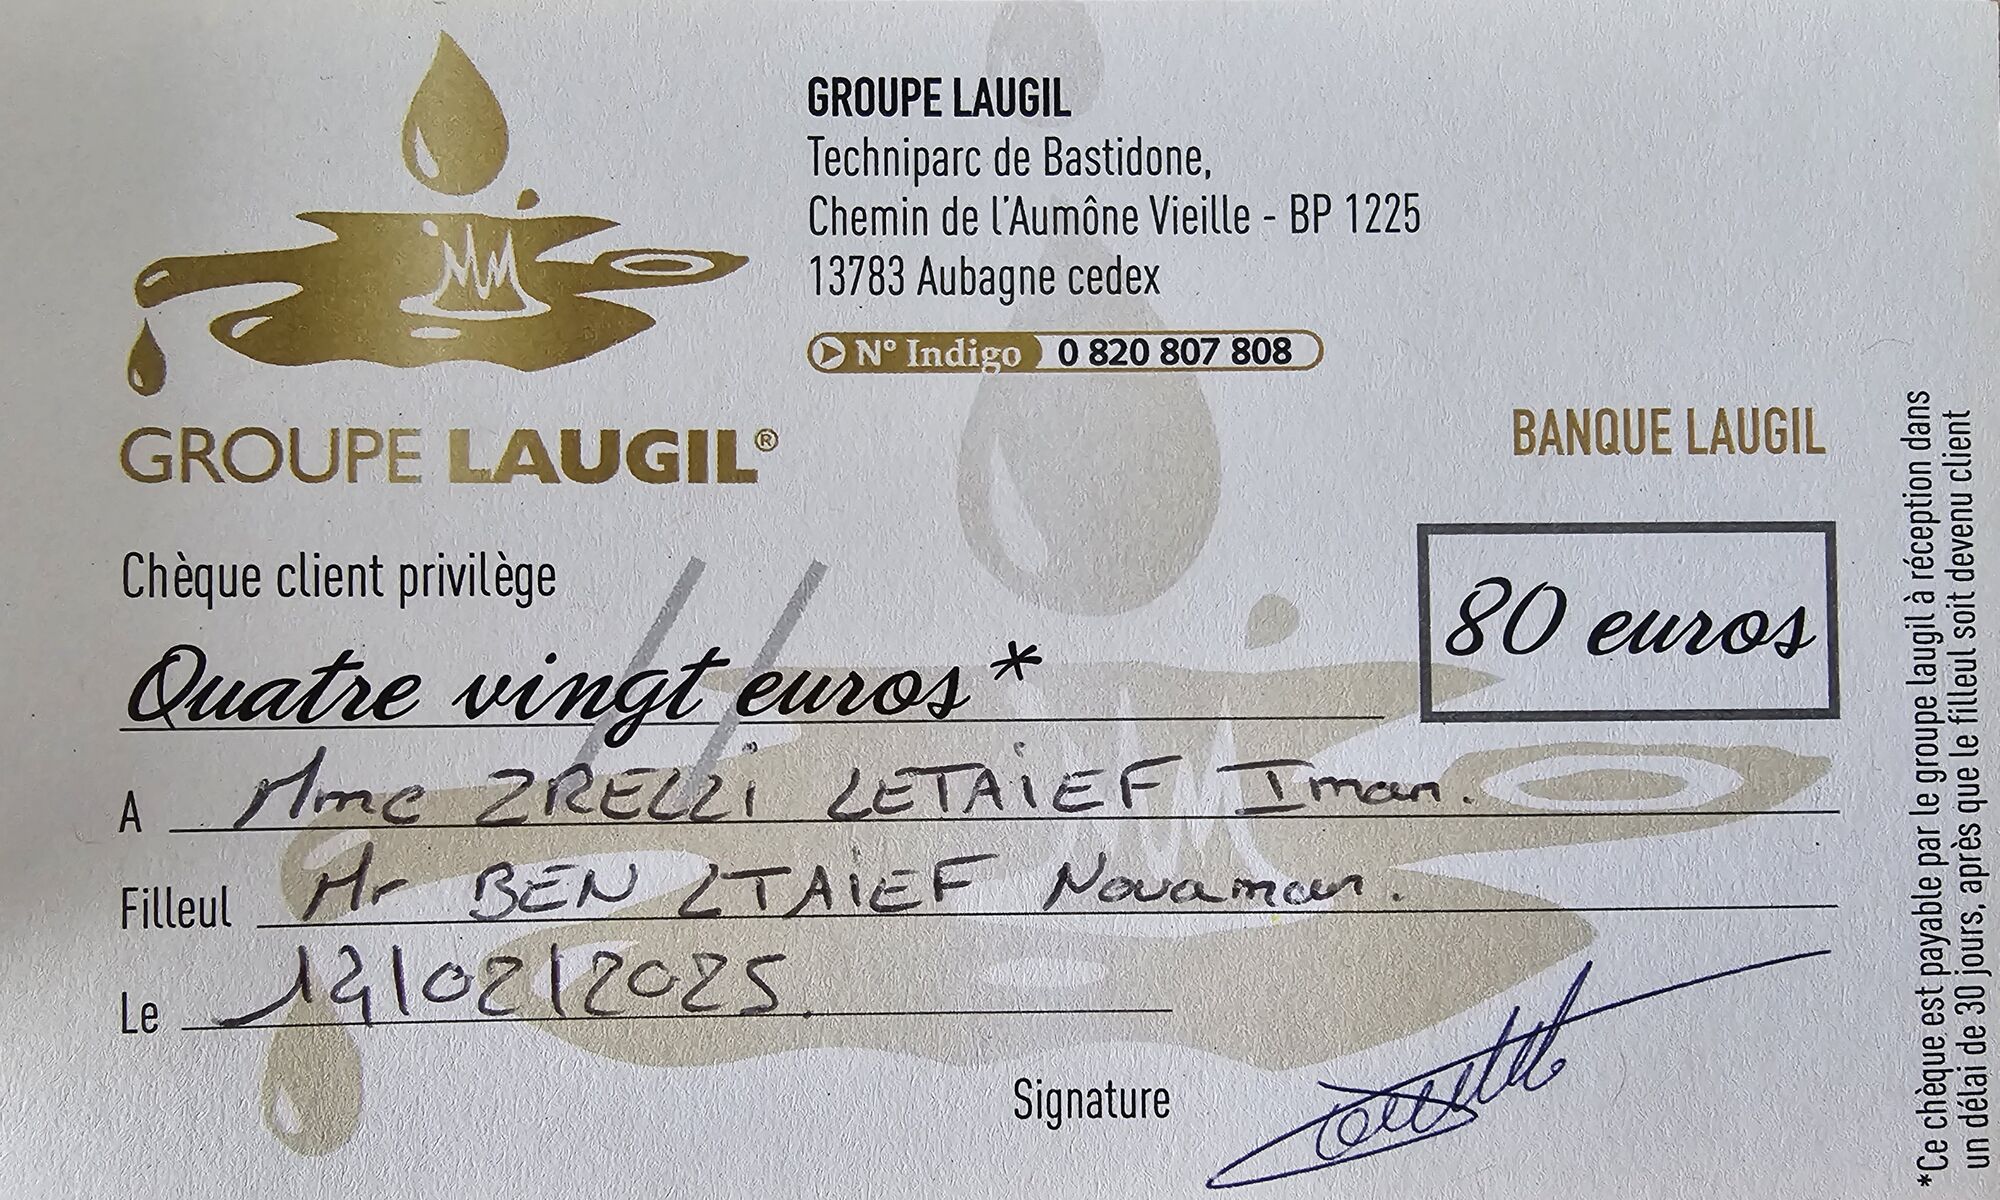 GROUPE LAUGIL
Techniparc de Bastidone,
Chemin de l'Aumône Vieille - BP 1225
13783 Aubagne cedex
N° Indigo 0 820 807 808
GROUPE LAUGIL®
BANQUE LAUGIL
Chèque client privilège
80 euros
Quatre vingt euros*
A Mme ZRELLi LETAiEF Iman.
Filleul Mr BEN LTAiEF Nouaman.
Le 12/02/2025.
Signature
*Ce chèque est payable par le groupe laugil à réception dans
un délai de 30 jours, après que le filleul soit devenu client